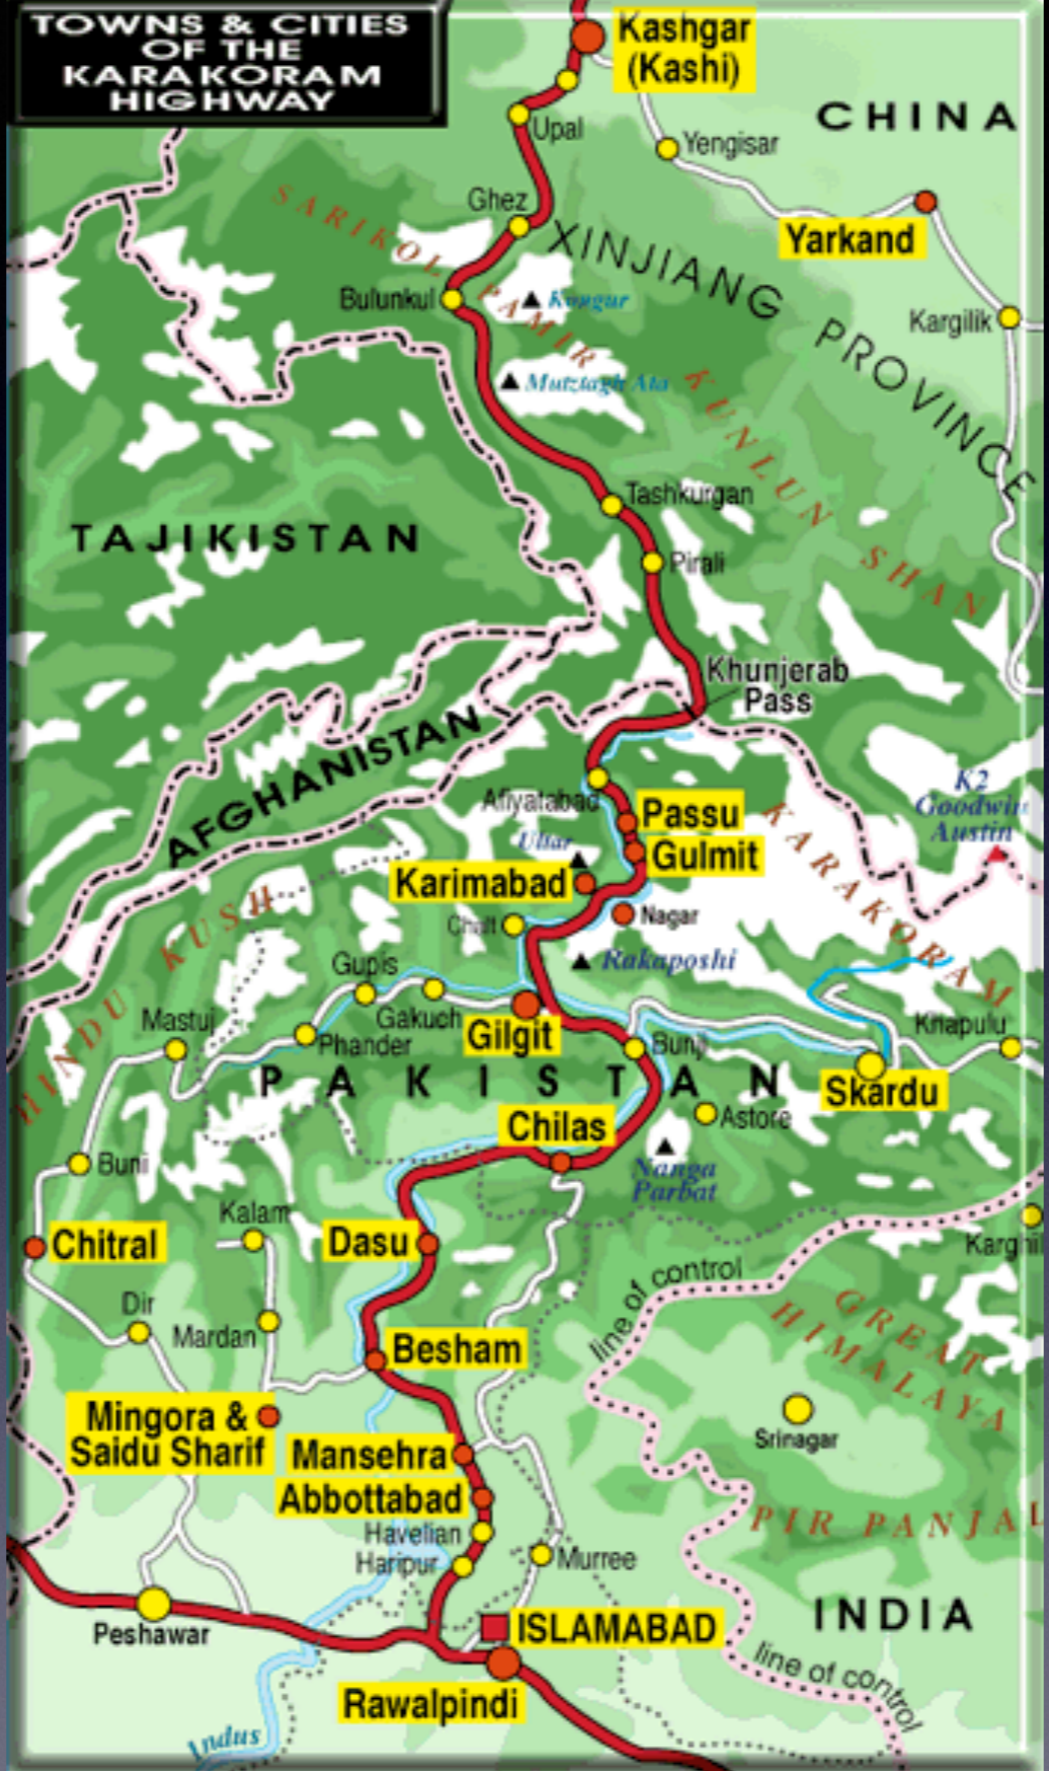 TOWNS & CITIES
OF THE
KARAKORAM
HIGHWAY
Kashgar
(Kashi)
CHINA
Upal
Yengisar
Ghez
SARIKOL PAMIR
Yarkand
XINJIANG PROVINCE
Bulunkul
Kongur
Kargilik
Mutztagh Ata
KUNLUN SHAN
Tashkurgan
TAJIKISTAN
Pirali
Khunjerab
Pass
AFGHANISTAN
K2
Goodwin
Austin
Afiyatabad
Passu
Ultar
Gulmit
KARAKORAM
Karimabad
Nagar
Chalt
HINDU KUSH
Rakaposhi
Gupis
Gakuch
Gilgit
Mastuj
Phander
Bunji
Khapulu
PAKISTAN
Skardu
Chilas
Astore
Nanga
Parbat
Buni
Kalam
Chitral
Dasu
Karghil
line of control
Dir
Mardan
GREAT
HIMALAYA
Besham
Mingora &
Saidu Sharif
Srinagar
Mansehra
Abbottabad
PIR PANJAL
Havelian
Haripur
Murree
Peshawar
ISLAMABAD
INDIA
line of control
Rawalpindi
Indus